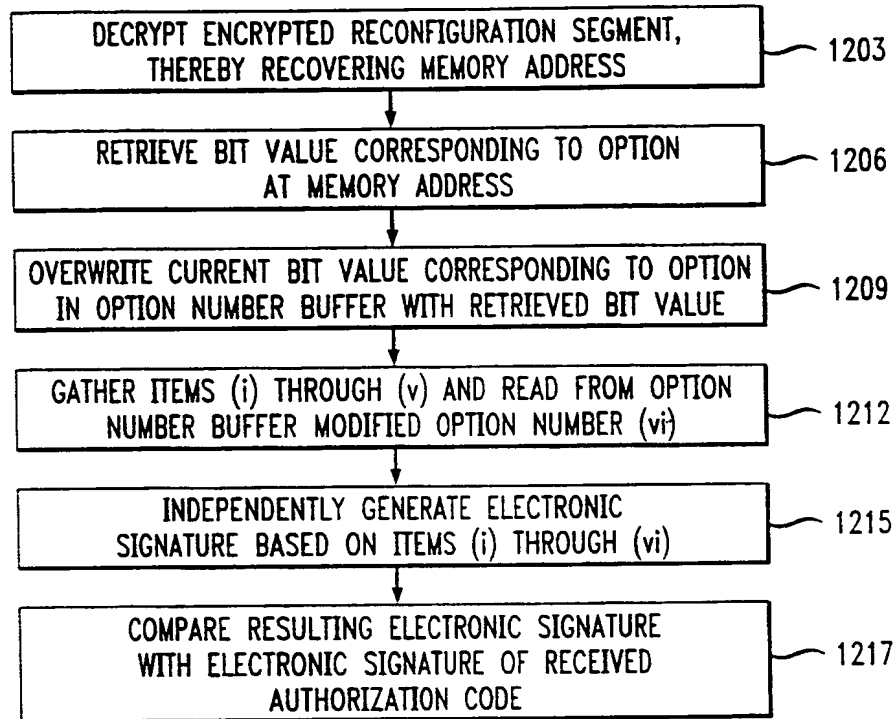 DECRYPT ENCRYPTED RECONFIGURATION SEGMENT,
THEREBY RECOVERING MEMORY ADDRESS
1203
RETRIEVE BIT VALUE CORRESPONDING TO OPTION
AT MEMORY ADDRESS
1206
OVERWRITE CURRENT BIT VALUE CORRESPONDING TO OPTION
IN OPTION NUMBER BUFFER WITH RETRIEVED BIT VALUE
1209
GATHER ITEMS (i) THROUGH (v) AND READ FROM OPTION
NUMBER BUFFER MODIFIED OPTION NUMBER (vi)
1212
INDEPENDENTLY GENERATE ELECTRONIC
SIGNATURE BASED ON ITEMS (i) THROUGH (vi)
1215
COMPARE RESULTING ELECTRONIC SIGNATURE
WITH ELECTRONIC SIGNATURE OF RECEIVED
AUTHORIZATION CODE
1217